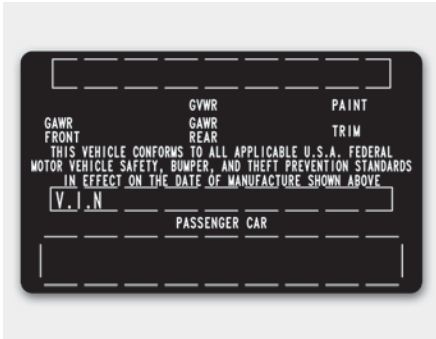 GVWR PAINT
GAWR FRONT GAWR REAR TRIM
THIS VEHICLE CONFORMS TO ALL APPLICABLE U.S.A. FEDERAL
MOTOR VEHICLE SAFETY, BUMPER, AND THEFT PREVENTION STANDARDS
IN EFFECT ON THE DATE OF MANUFACTURE SHOWN ABOVE
V.I.N
PASSENGER CAR